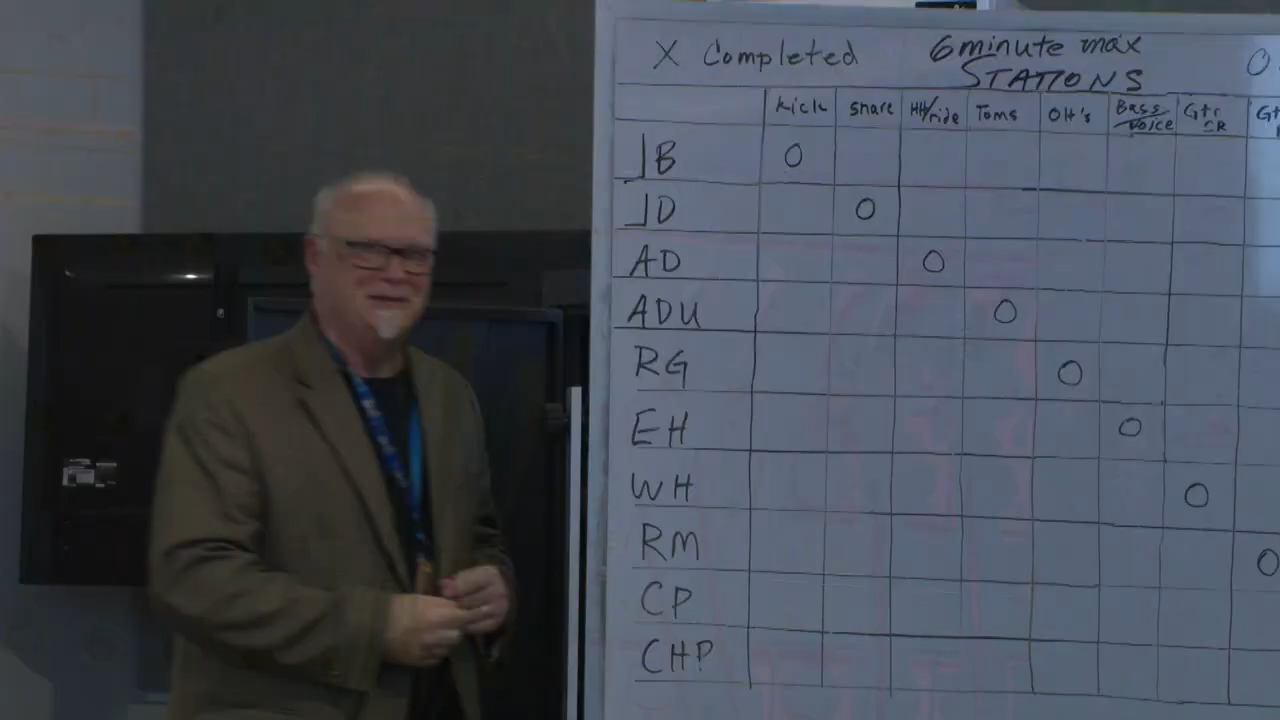 X Completed 6 minute max O
STATIONS
Kick Snare HH/ride Toms OH's Bass/Voice Gtr R Gt
JB O
JD O
AD O
ADU O
RG O
EH O
WH O
RM O
CP
CHP